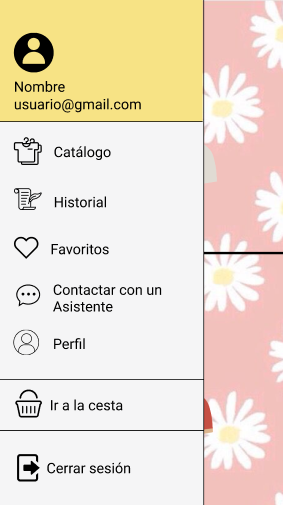 Nombre
usuario@gmail.com
Catálogo
Historial
Favoritos
Contactar con un
Asistente
Perfil
Ir a la cesta
Cerrar sesión